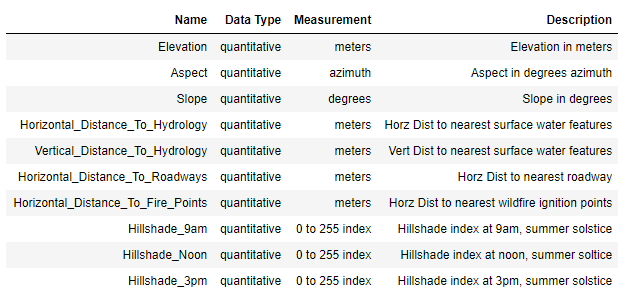 Name Data Type Measurement Description
Elevation quantitative meters Elevation in meters
Aspect quantitative azimuth Aspect in degrees azimuth
Slope quantitative degrees Slope in degrees
Horizontal_Distance_To_Hydrology quantitative meters Horz Dist to nearest surface water features
Vertical_Distance_To_Hydrology quantitative meters Vert Dist to nearest surface water features
Horizontal_Distance_To_Roadways quantitative meters Horz Dist to nearest roadway
Horizontal_Distance_To_Fire_Points quantitative meters Horz Dist to nearest wildfire ignition points
Hillshade_9am quantitative 0 to 255 index Hillshade index at 9am, summer solstice
Hillshade_Noon quantitative 0 to 255 index Hillshade index at noon, summer soltice
Hillshade_3pm quantitative 0 to 255 index Hillshade index at 3pm, summer solstice